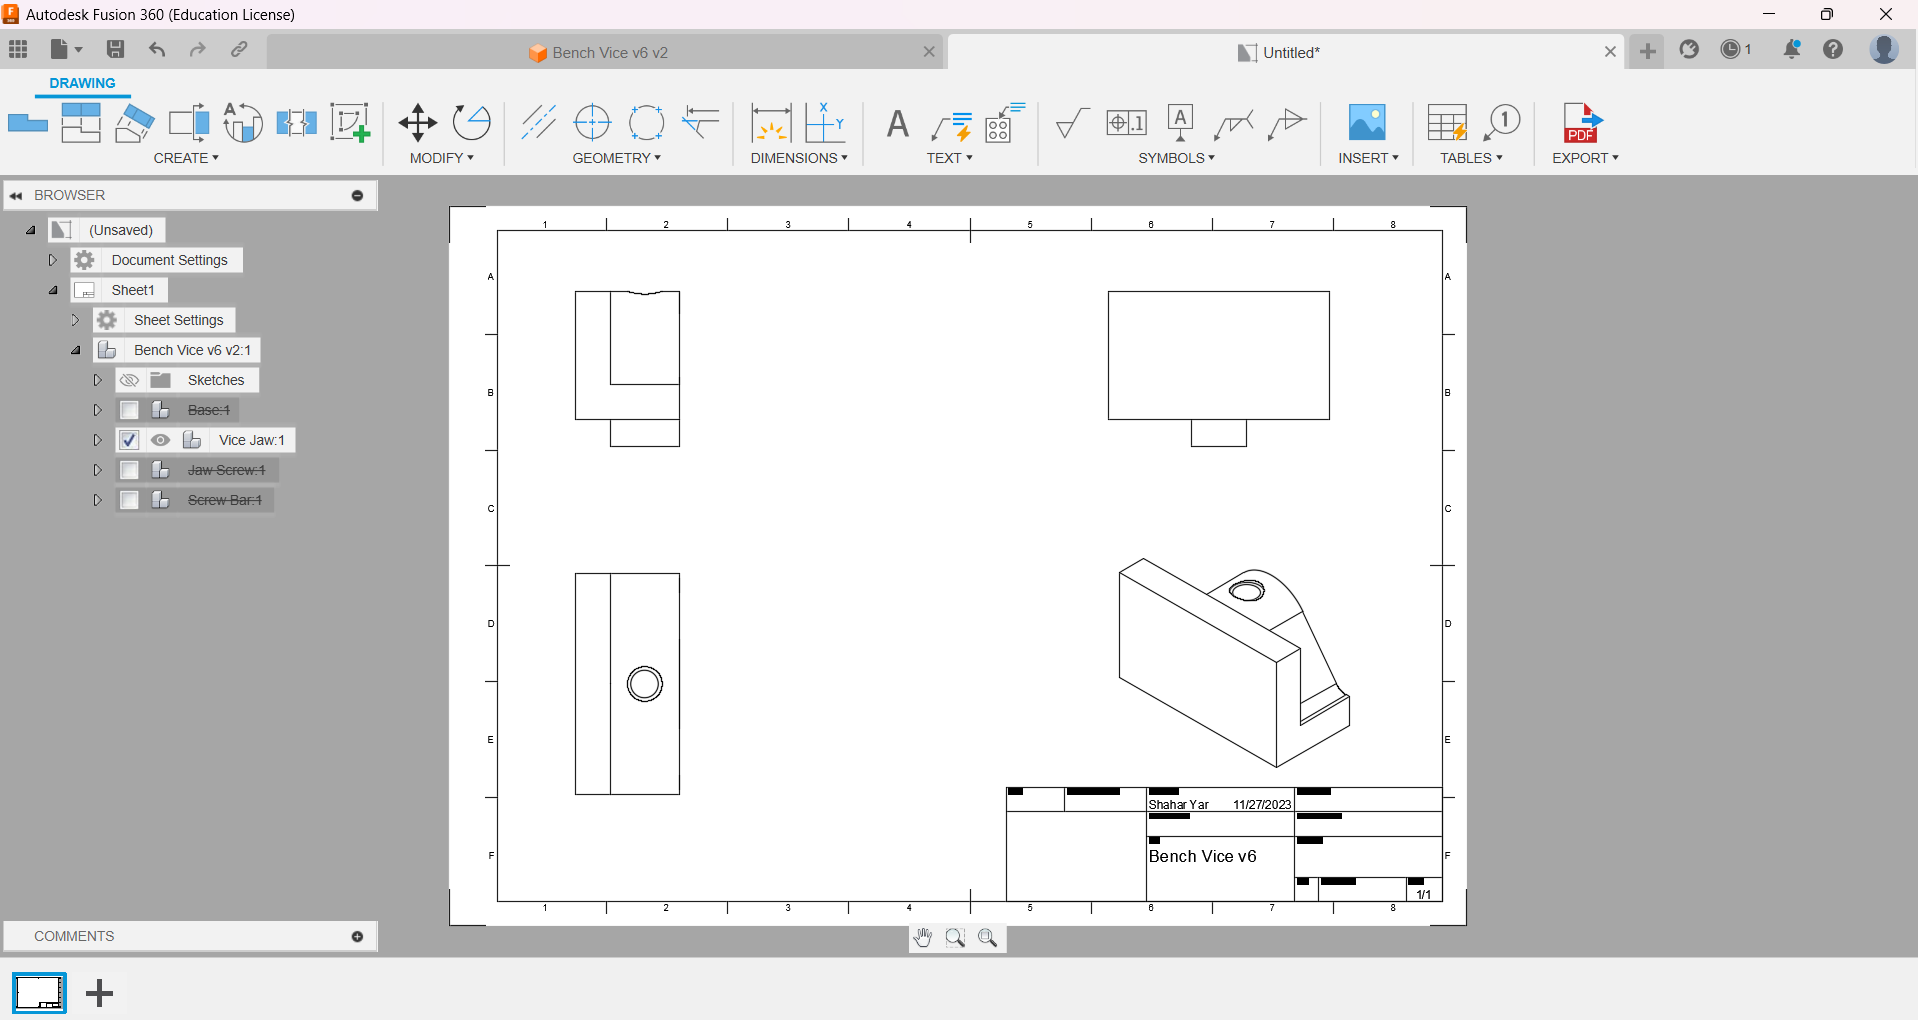 Autodesk Fusion 360 (Education License)
Bench Vice v6 v2
Untitled*
1
DRAWING
CREATE
MODIFY
GEOMETRY
DIMENSIONS
TEXT
SYMBOLS
INSERT
TABLES
EXPORT
BROWSER
(Unsaved)
Document Settings
Sheet1
Sheet Settings
Bench Vice v6 v2:1
Sketches
Base:1
Vice Jaw:1
Jaw Screw:1
Screw Bar:1
1 2 3 4 5 6 7 8
A A
B B
C C
D D
E E
F F
Shahar Yar 11/27/2023
Bench Vice v6
1/1
1 2 3 4 5 6 7 8
COMMENTS